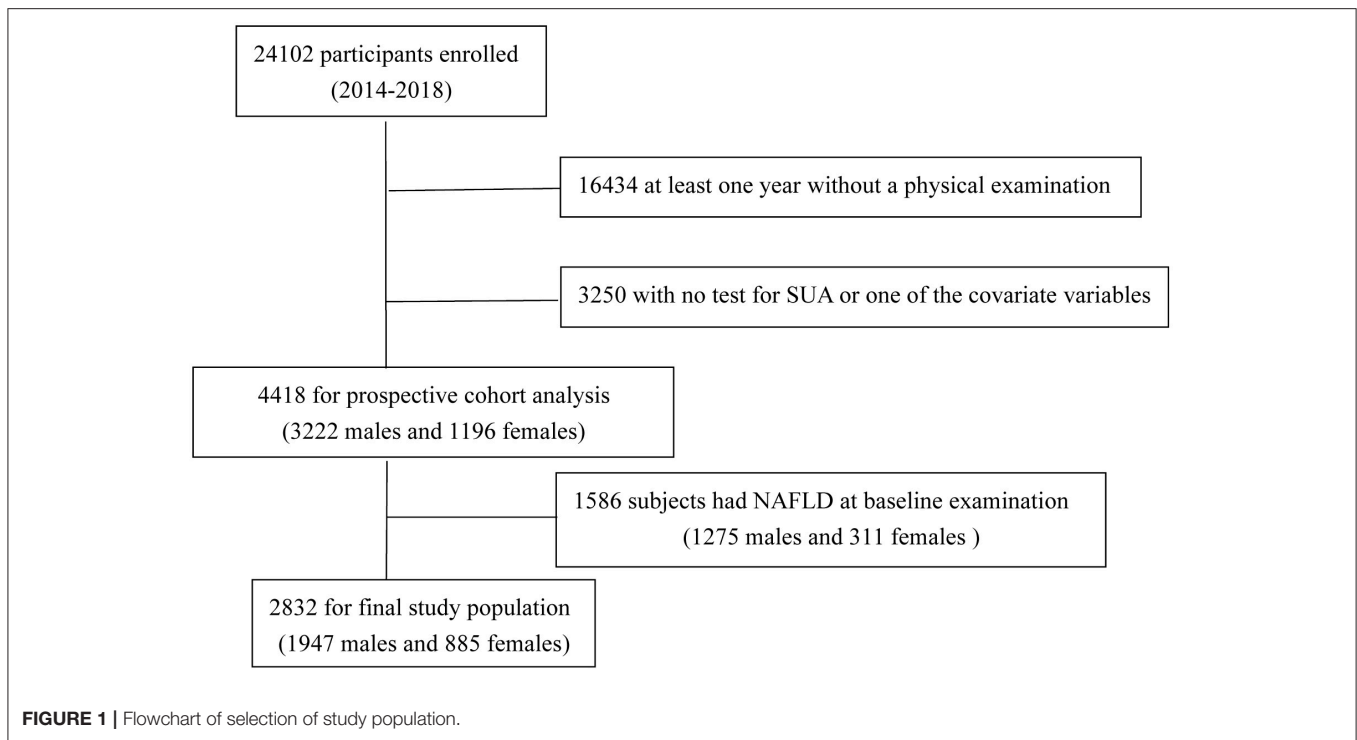 24102 participants enrolled
(2014-2018)
16434 at least one year without a physical examination
3250 with no test for SUA or one of the covariate variables
4418 for prospective cohort analysis
(3222 males and 1196 females)
1586 subjects had NAFLD at baseline examination
(1275 males and 311 females )
2832 for final study population
(1947 males and 885 females)
FIGURE 1 | Flowchart of selection of study population.